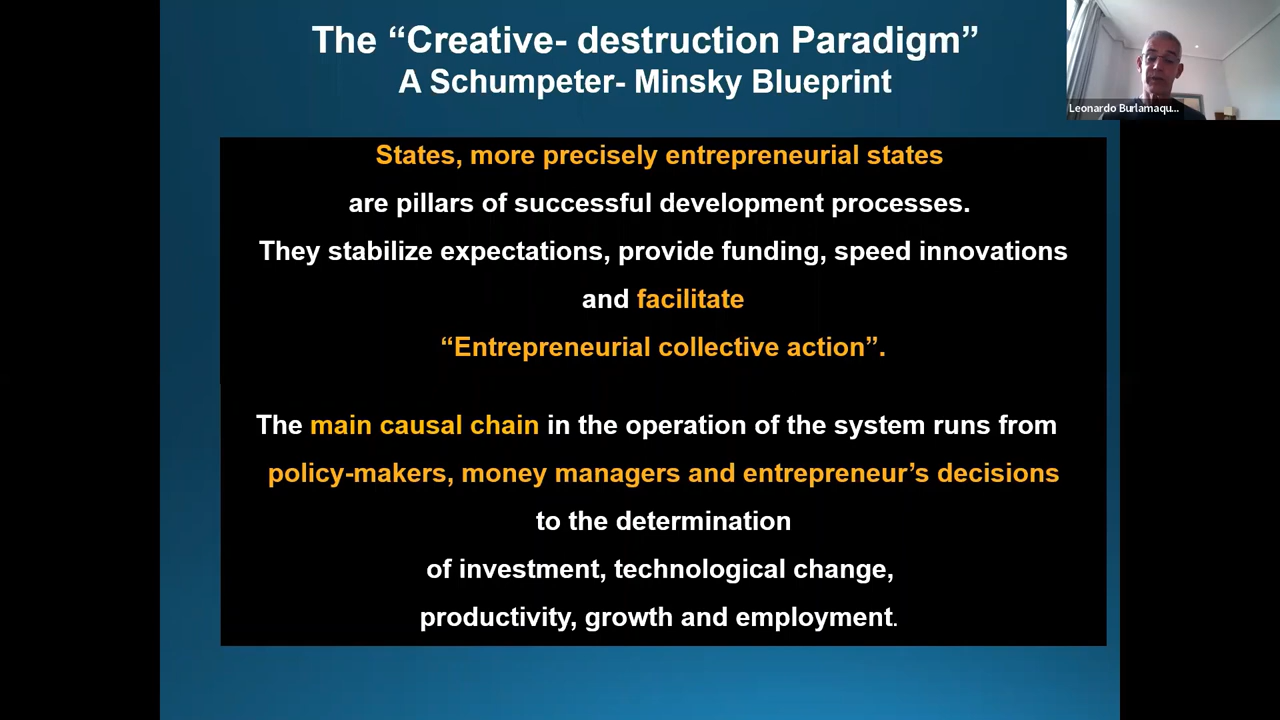 The “Creative- destruction Paradigm”
A Schumpeter- Minsky Blueprint
Leonardo Burlamaqu...
States, more precisely entrepreneurial states
are pillars of successful development processes.
They stabilize expectations, provide funding, speed innovations
and facilitate
“Entrepreneurial collective action”.
The main causal chain in the operation of the system runs from
policy-makers, money managers and entrepreneur’s decisions
to the determination
of investment, technological change,
productivity, growth and employment.